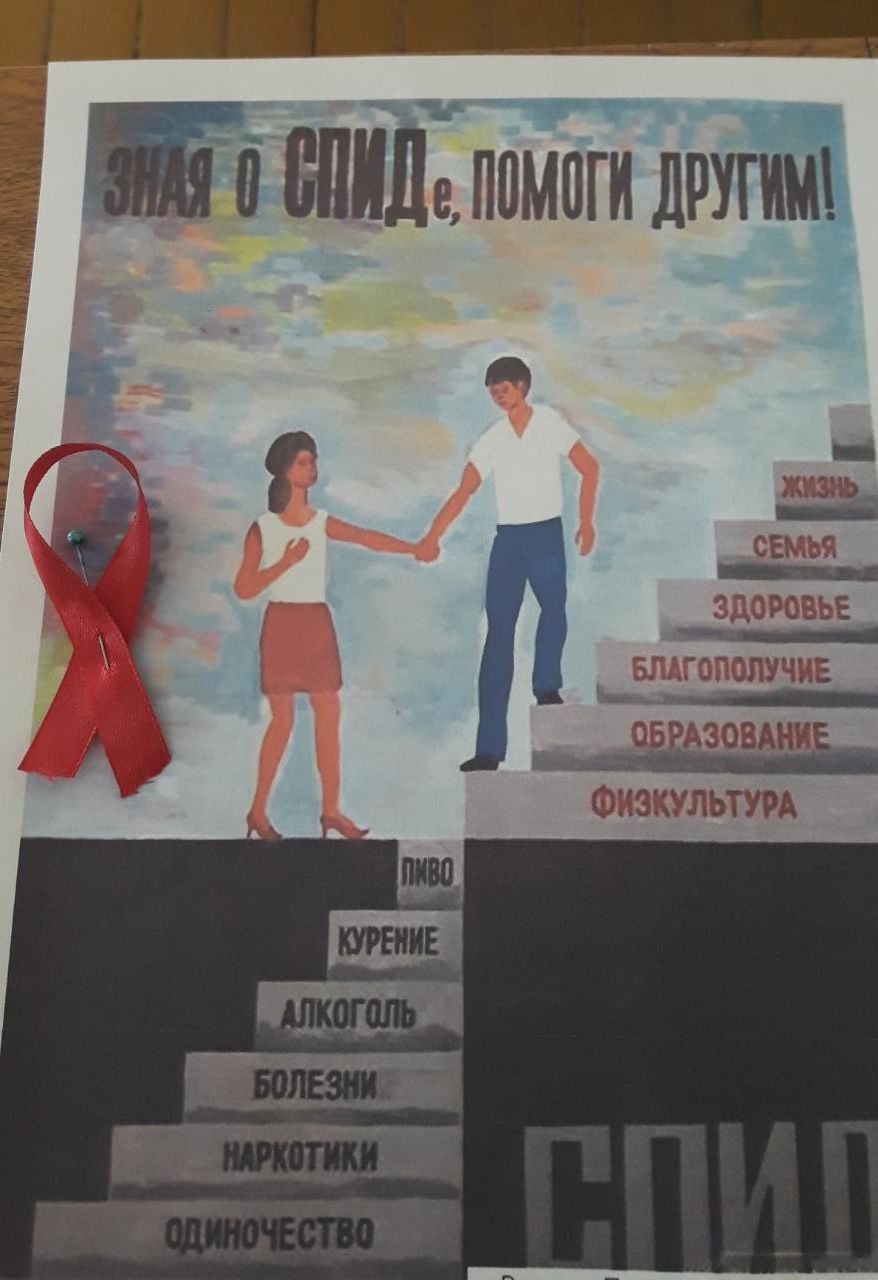 ЗНАЯ О СПИДе, ПОМОГИ ДРУГИМ!
ЖИЗНЬ
СЕМЬЯ
ЗДОРОВЬЕ
БЛАГОПОЛУЧИЕ
ОБРАЗОВАНИЕ
ФИЗКУЛЬТУРА
ПИВО
КУРЕНИЕ
АЛКОГОЛЬ
БОЛЕЗНИ
НАРКОТИКИ
ОДИНОЧЕСТВО
СПИД